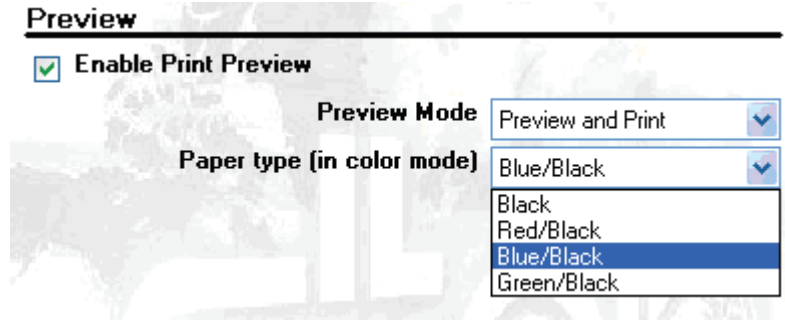 Preview
Enable Print Preview
Preview Mode Preview and Print
Paper type (in color mode) Blue/Black
Black
Red/Black
Blue/Black
Green/Black